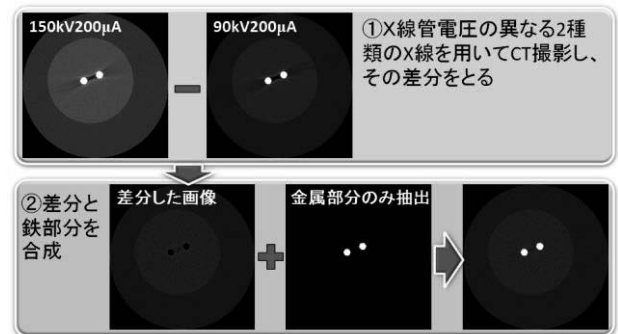 150kV200μA
90kV200μA
①X線管電圧の異なる2種
類のX線を用いてCT撮影し、
その差分をとる
②差分と
鉄部分を
合成
差分した画像
金属部分のみ抽出